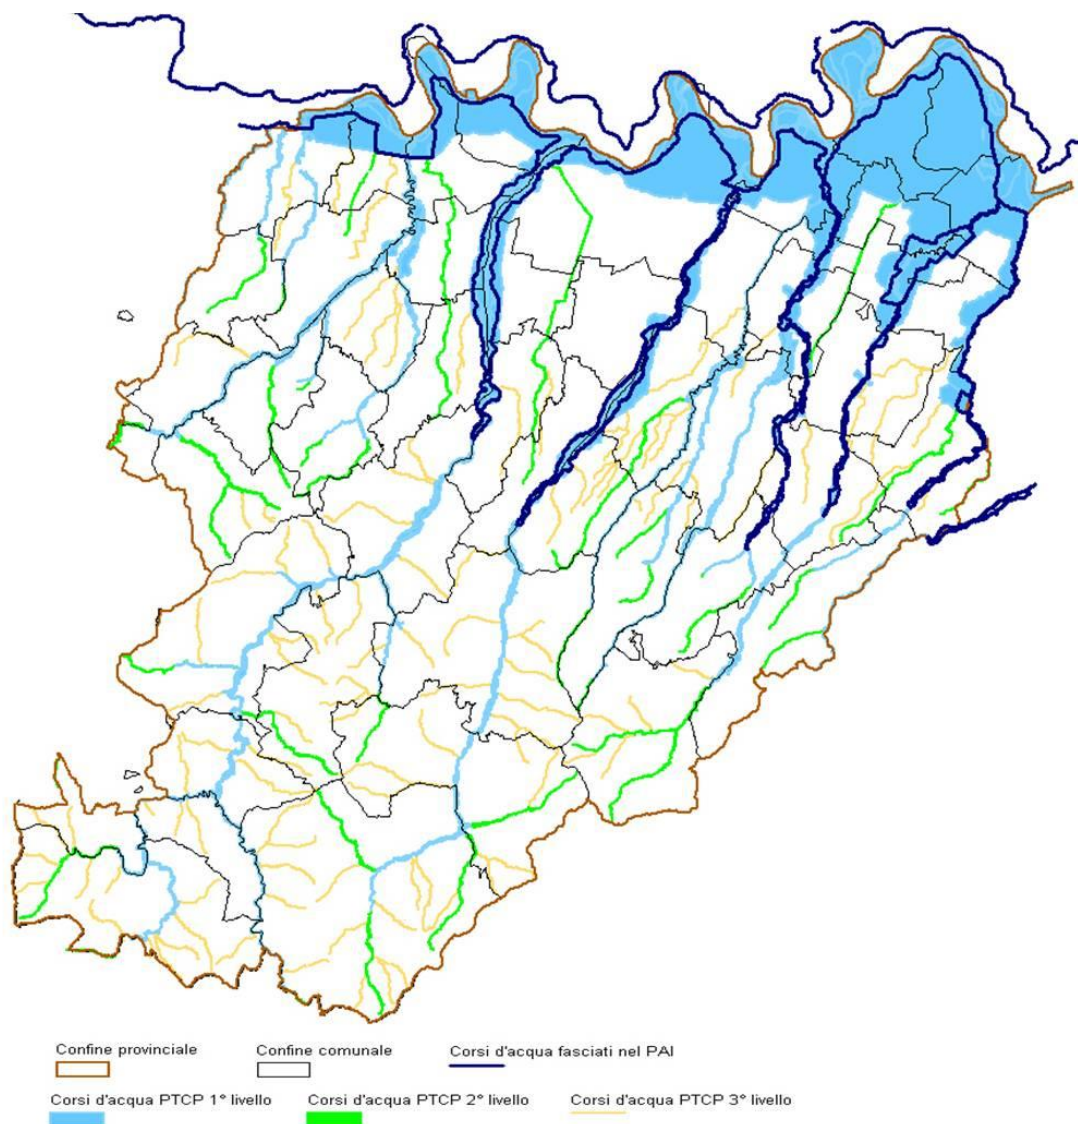 Confine provinciale Confine comunale Corsi d'acqua fasciati nel PAI
Corsi d'acqua PTCP 1° livello Corsi d'acqua PTCP 2° livello Corsi d'acqua PTCP 3° livello